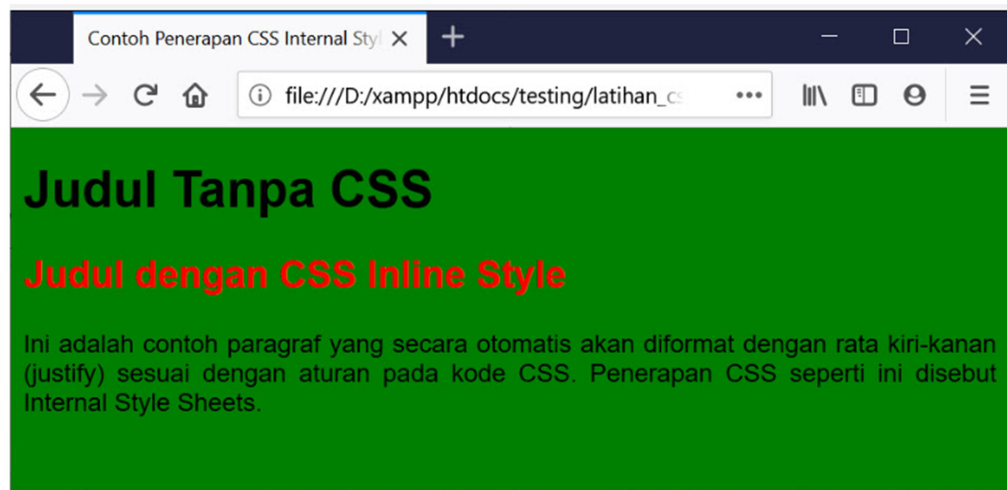 Contoh Penerapan CSS Internal Styl
file:///D:/xampp/htdocs/testing/latihan_cs
Judul Tanpa CSS
Judul dengan CSS Inline Style
Ini adalah contoh paragraf yang secara otomatis akan diformat dengan rata kiri-kanan
(justify) sesuai dengan aturan pada kode CSS. Penerapan CSS seperti ini disebut
Internal Style Sheets.